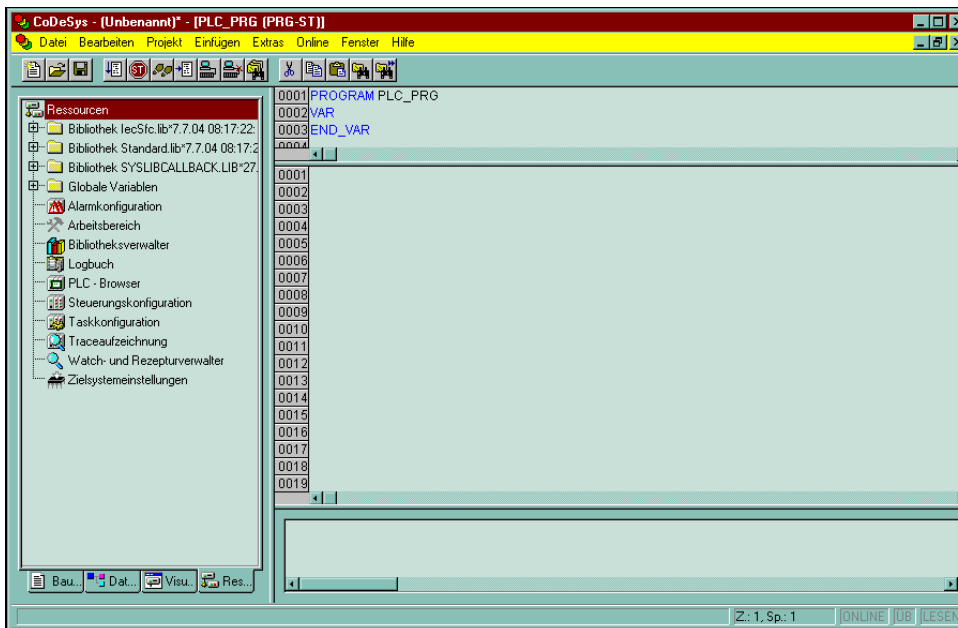 CoDeSys - (Unbenannt)* - [PLC_PRG (PRG-ST)]
Datei Bearbeiten Projekt Einfügen Extras Online Fenster Hilfe
Ressourcen
Bibliothek IecSfc.lib*7.7.04 08:17:22:
Bibliothek Standard.lib*7.7.04 08:17:2
Bibliothek SYSLIBCALLBACK.LIB*27.
Globale Variablen
Alarmkonfiguration
Arbeitsbereich
Bibliotheksverwalter
Logbuch
PLC - Browser
Steuerungskonfiguration
Taskkonfiguration
Traceaufzeichnung
Watch- und Rezepturverwalter
Zielsystemeinstellungen
Bau... Dat... Visu.. Res...
0001 PROGRAM PLC_PRG
0002 VAR
0003 END_VAR
0004
0001
0002
0003
0004
0005
0006
0007
0008
0009
0010
0011
0012
0013
0014
0015
0016
0017
0018
0019
Z.: 1, Sp.: 1 ONLINE ÜB LESEN